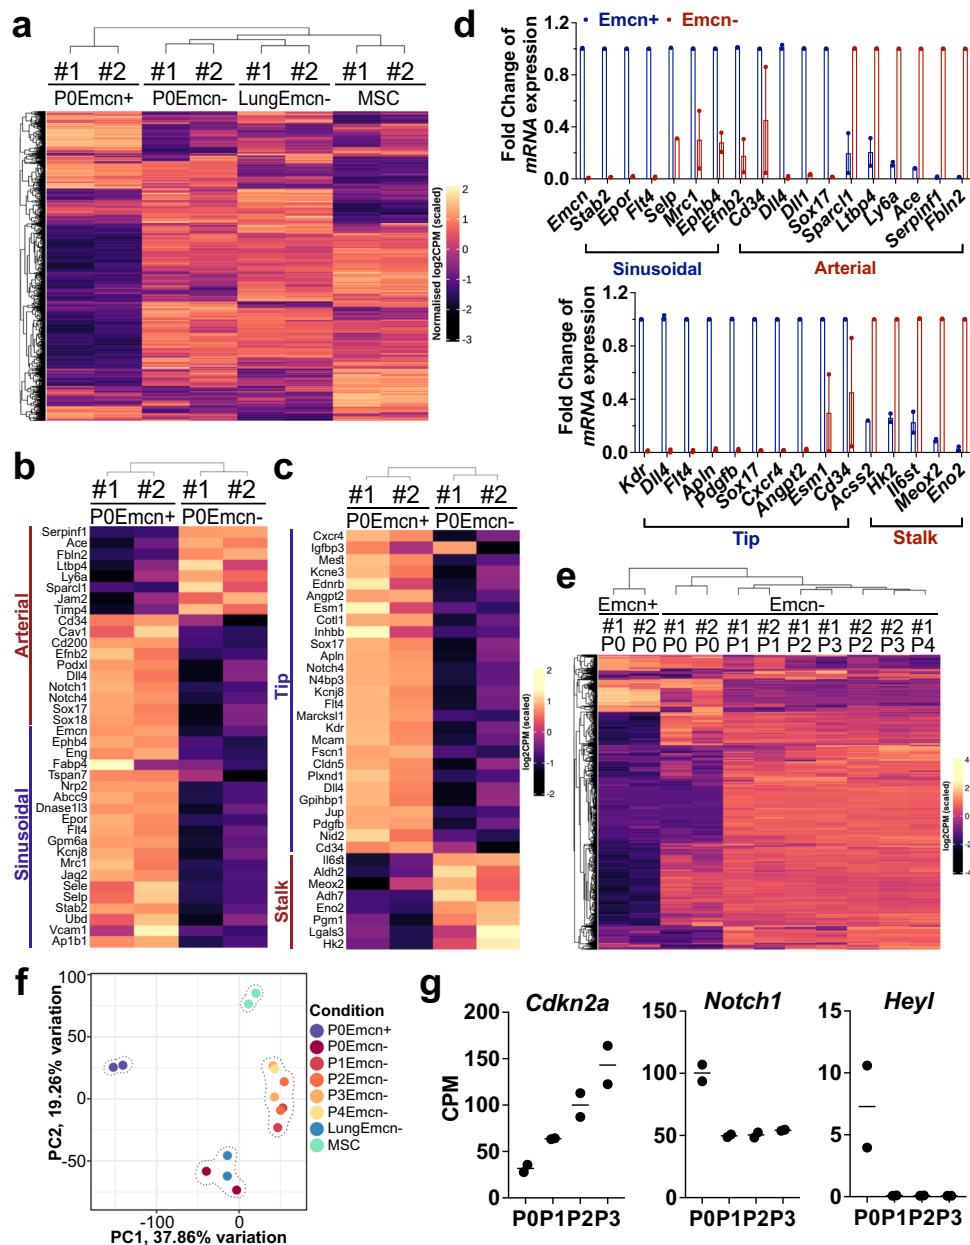 a
#1 #2 #1 #2 #1 #2 #1 #2
P0Emcn+ P0Emcn- LungEmcn- MSC
Normalised log2CPM (scaled)
2
1
0
-1
-2
-3
d
Emcn+ Emcn-
Fold Change of
mRNA expression
1.2
0.8
0.4
0.0
Emcn
Stab2
Epor
Flt4
Selp
Mrc1
Ephb4
Efnb2
Cd34
Dll4
Dll1
Sox17
Sparcl1
Ltbp4
Ly6a
Ace
Serpinf1
Fbln2
Sinusoidal Arterial
Fold Change of
mRNA expression
1.2
0.8
0.4
0.0
Kdr
Dll4
Flt4
Apln
Pdgfb
Sox17
Cxcr4
Angpt2
Esm1
Cd34
Acss2
Hk2
Il6st
Meox2
Eno2
Tip Stalk
b
#1 #2 #1 #2
P0Emcn+ P0Emcn-
Arterial
Sinusoidal
Serpinf1
Ace
Fbln2
Ltbp4
Ly6a
Sparcl1
Jam2
Timp4
Cd34
Cav1
Cd200
Efnb2
Podxl
Dll4
Notch1
Notch4
Sox17
Sox18
Emcn
Ephb4
Eng
Fabp4
Tspan7
Nrp2
Abcc9
Dnase1l3
Epor
Flt4
Gpm6a
Kcnj8
Mrc1
Jag2
Sele
Selp
Stab2
Ubd
Vcam1
Ap1b1
c
#1 #2 #1 #2
P0Emcn+ P0Emcn-
Tip
Stalk
Cxcr4
Igfbp3
Mest
Kcne3
Ednrb
Angpt2
Esm1
Cotl1
Inhbb
Sox17
Apln
Notch4
N4bp3
Kcnj8
Flt4
Marcksl1
Kdr
Mcam
Fscn1
Cldn5
Plxnd1
Dll4
Gpihbp1
Jup
Pdgfb
Nid2
Cd34
Il6st
Aldh2
Meox2
Adh7
Eno2
Pgm1
Lgals3
Hk2
log2CPM (scaled)
2
1
0
-1
-2
e
Emcn+ Emcn-
#1 #2 #1 #2 #1 #2 #1 #1 #2 #2 #1
P0 P0 P0 P0 P1 P1 P2 P3 P2 P3 P4
log2CPM (scaled)
4
2
0
-2
-4
f
PC2, 19.26% variation
100
50
0
-50
-100 0
PC1, 37.86% variation
Condition
P0Emcn+
P0Emcn-
P1Emcn-
P2Emcn-
P3Emcn-
P4Emcn-
LungEmcn-
MSC
g
Cdkn2a Notch1 Heyl
CPM
200
150
100
50
0
P0P1P2P3
150
100
50
0
P0P1P2P3
15
10
5
0
P0P1P2P3